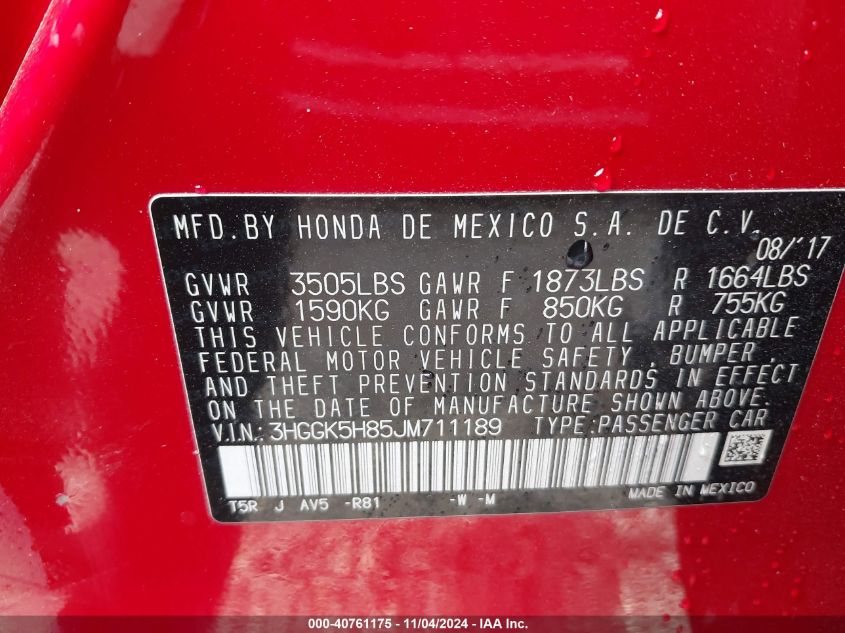 MFD.BY HONDA DE MEXICO S.A. DE C.V.
08/'17
GVWR 3505LBS GAWR F 1873LBS R 1664LBS
GVWR 1590KG GAWR F 850KG R 755KG
THIS VEHICLE CONFORMS TO ALL APPLICABLE
FEDERAL MOTOR VEHICLE SAFETY, BUMPER,
AND THEFT PREVENTION STANDARDS IN EFFECT
ON THE DATE OF MANUFACTURE SHOWN ABOVE.
V.I.N.: 3HGGK5H85JM711189 TYPE:PASSENGER CAR
T5R J AV5 -R81 -W -M MADE IN MEXICO
000-40761175 - 11/04/2024 - IAA Inc.